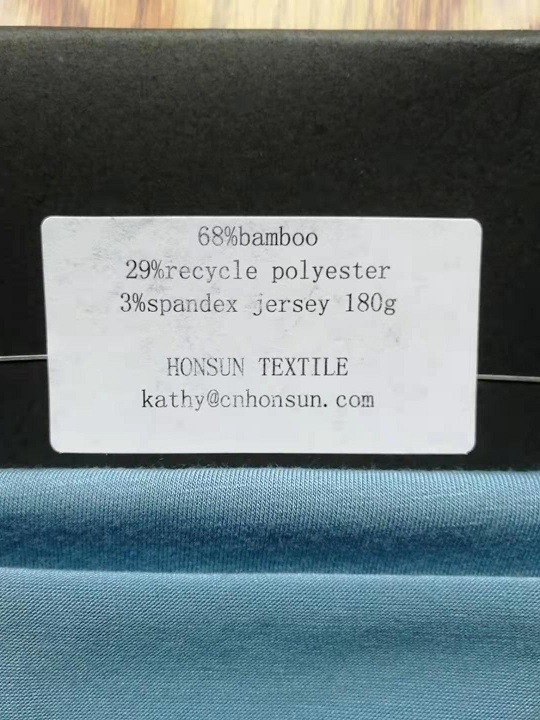 68%bamboo
29%recycle polyester
3%spandex jersey 180g
HONSUN TEXTILE
kathy@cnhonsun.com